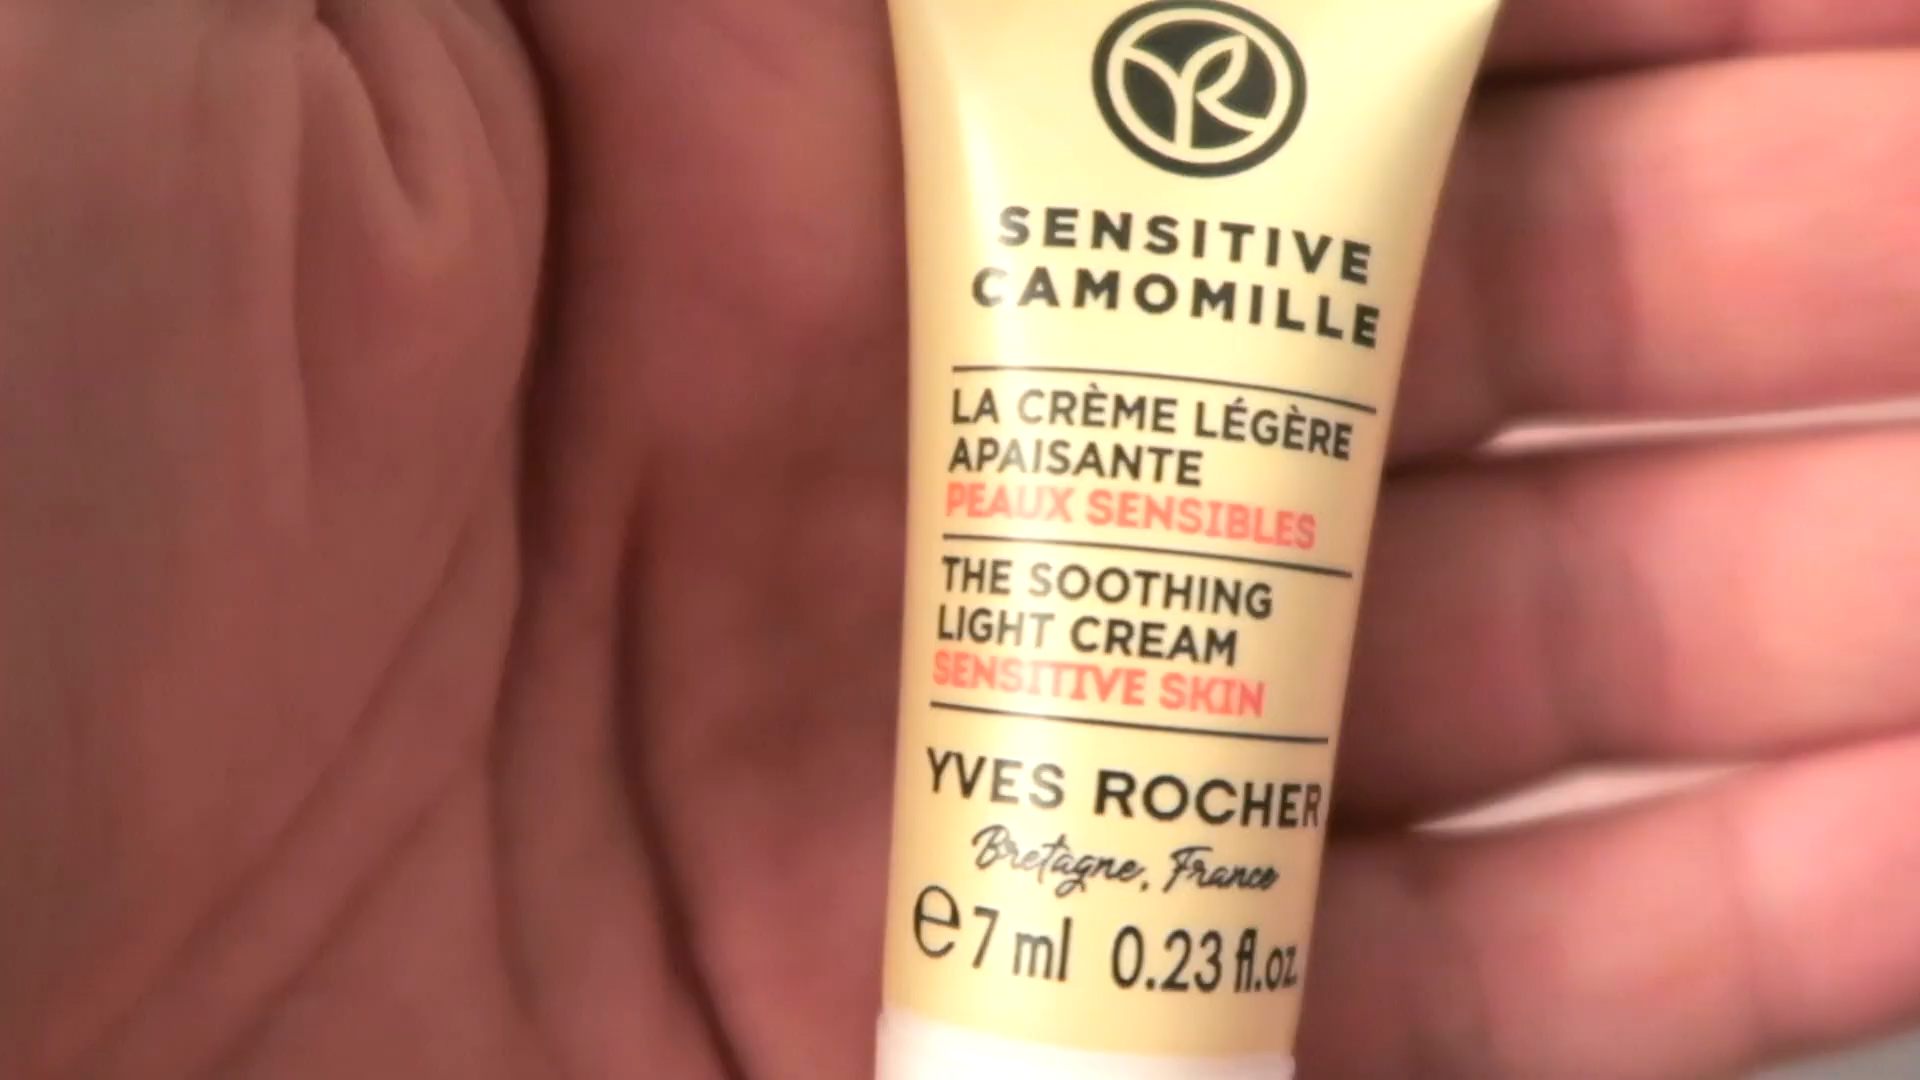 SENSITIVE
CAMOMILLE
LA CRÈME LÉGÈRE
APAISANTE
PEAUX SENSIBLES
THE SOOTHING
LIGHT CREAM
SENSITIVE SKIN
YVES ROCHER
Bretagne, France
e 7 ml 0.23 fl.oz.